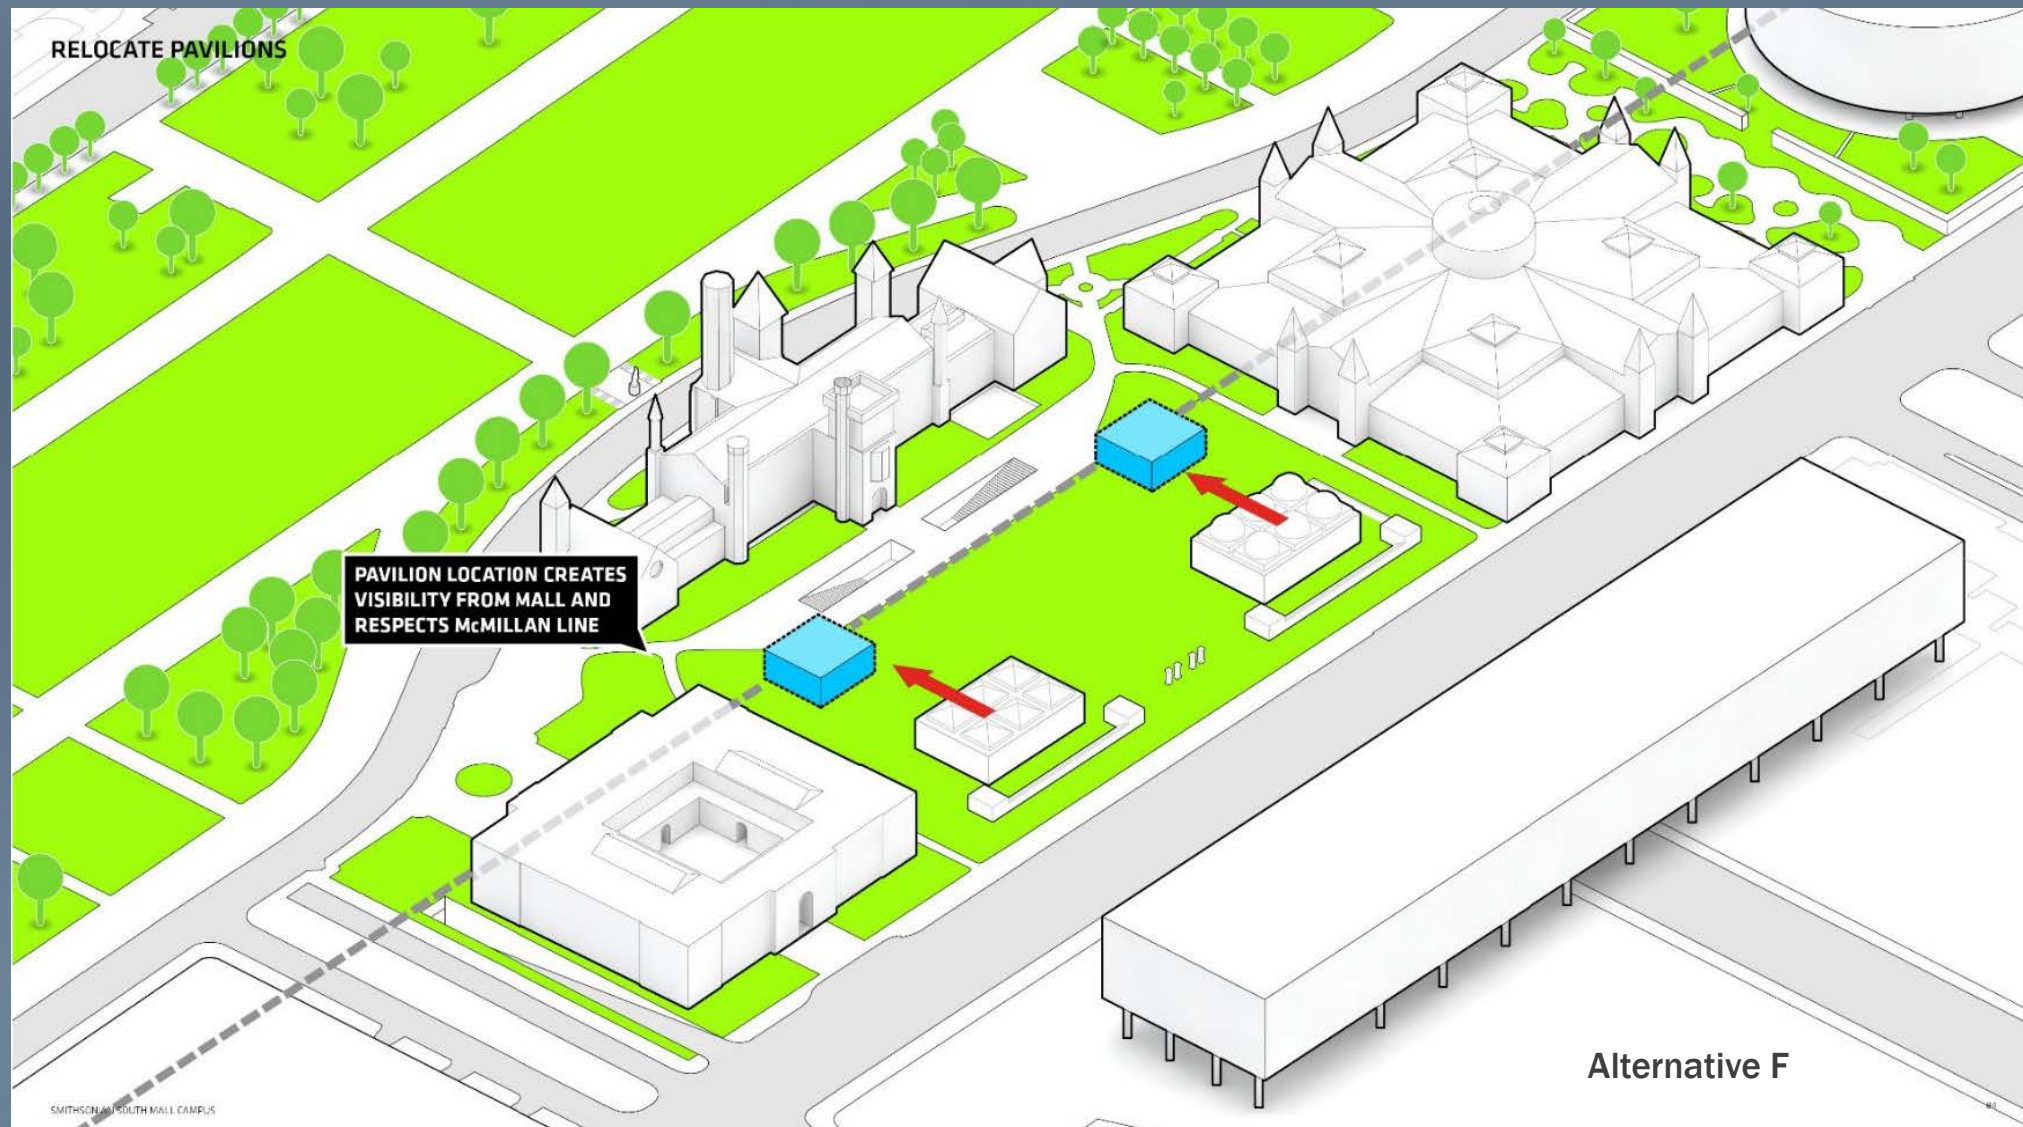 RELOCATE PAVILIONS
PAVILION LOCATION CREATES
VISIBILITY FROM MALL AND
RESPECTS McMILLAN LINE
Alternative F
SMITHSONIAN SOUTH MALL CAMPUS